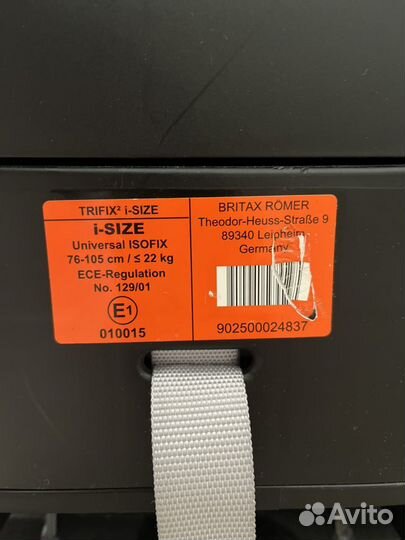 TRIFIX² i-SIZE
i-SIZE
Universal ISOFIX
76-105 cm / ≤ 22 kg
ECE-Regulation
No. 129/01
E1
010015
BRITAX RÖMER
Theodor-Heuss-Straße 9
89340 Leipheim
Germany
902500024837
Avito